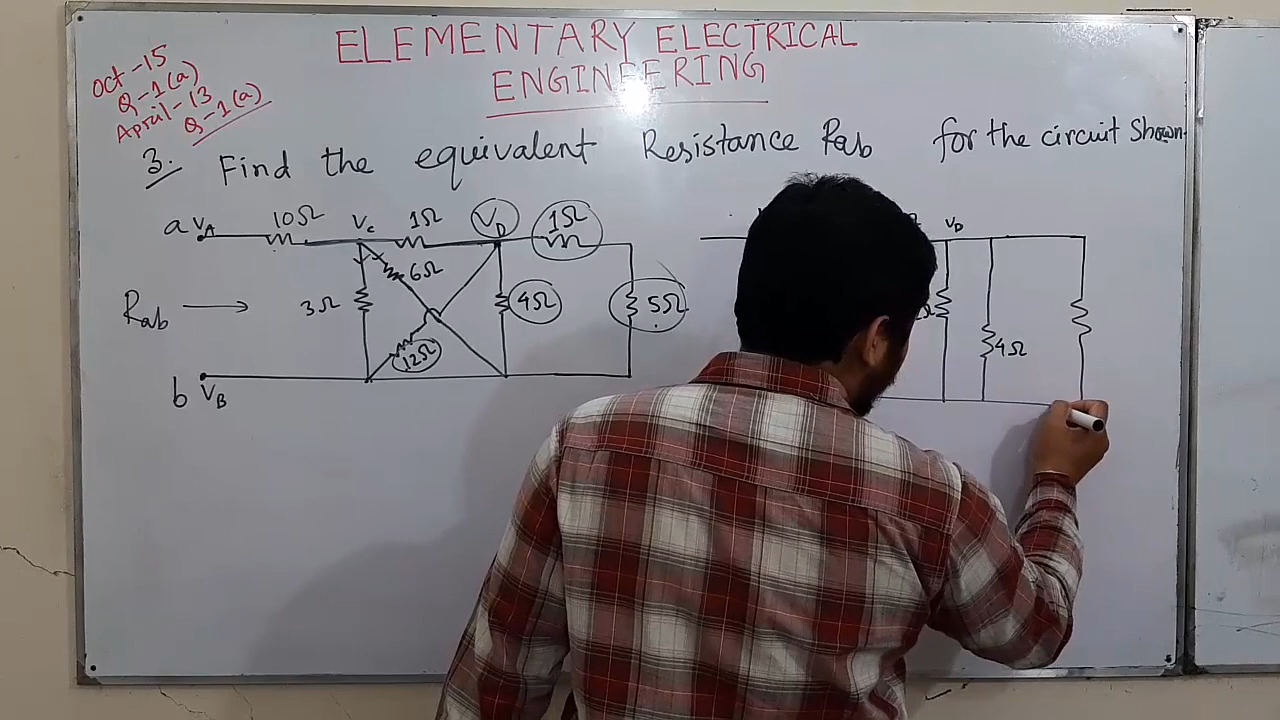 ELEMENTARY ELECTRICAL
ENGINEERING
Oct-15
Q-1(a)
April-13
Q-1(a)
3. Find the equivalent Resistance Rab for the circuit Shown
a VA 10Ω VC 1Ω VD 1Ω
6Ω
3Ω 4Ω 5Ω
Rab
12Ω
b VB
VD
4Ω